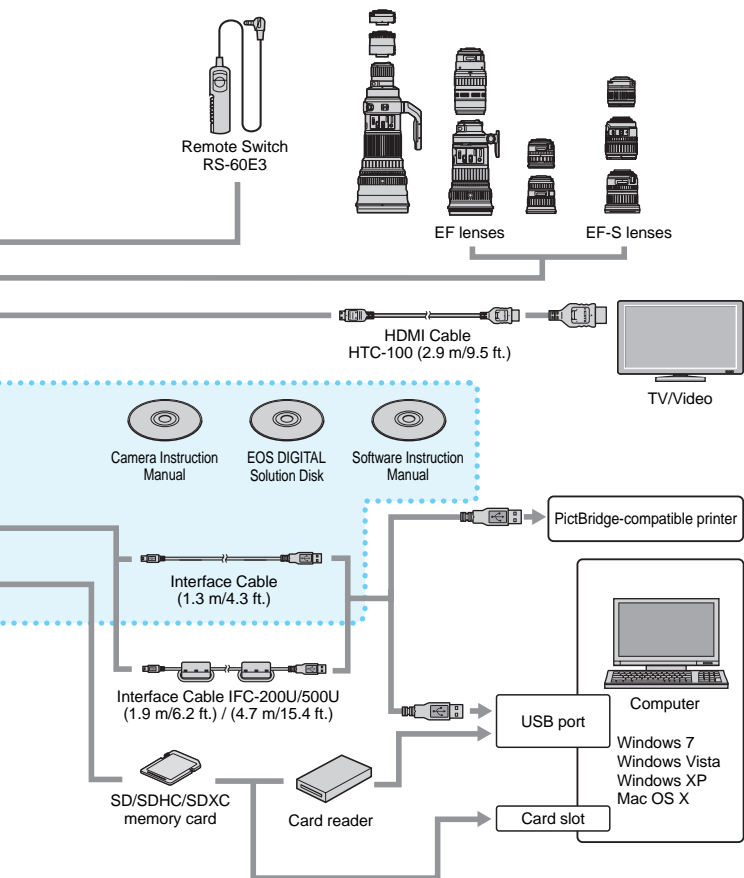 Remote Switch
RS-60E3
EF lenses
EF-S lenses
HDMI Cable
HTC-100 (2.9 m/9.5 ft.)
TV/Video
Camera Instruction
Manual
EOS DIGITAL
Solution Disk
Software Instruction
Manual
PictBridge-compatible printer
Interface Cable
(1.3 m/4.3 ft.)
Interface Cable IFC-200U/500U
(1.9 m/6.2 ft.) / (4.7 m/15.4 ft.)
USB port
Computer
Windows 7
Windows Vista
Windows XP
Mac OS X
SD/SDHC/SDXC
memory card
Card reader
Card slot